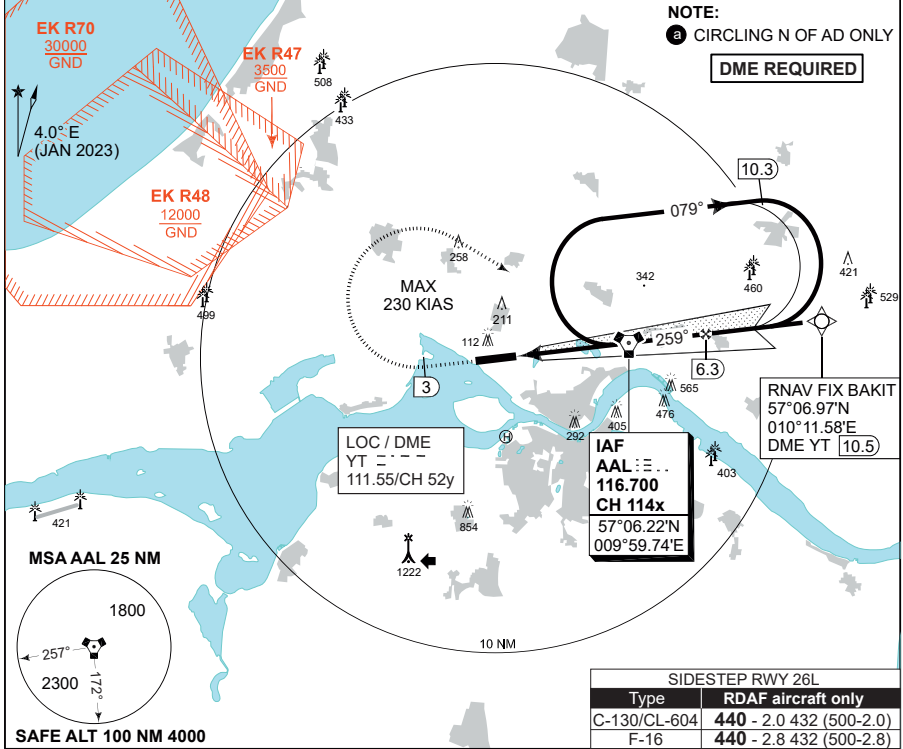 NOTE:
a CIRCLING N OF AD ONLY
DME REQUIRED
EK R70
30000
GND
EK R47
3500
GND
508
433
4.0° E
(JAN 2023)
EK R48
12000
GND
499
10.3
079°
258
MAX
230 KIAS
342
460
421
529
211
112
259°
6.3
3
RNAV FIX BAKIT
57°06.97'N
010°11.58'E
DME YT 10.5
565
476
405
292
H
403
LOC / DME
YT
111.55/CH 52y
IAF
AAL
116.700
CH 114x
57°06.22'N
009°59.74'E
421
854
1222
MSA AAL 25 NM
1800
257°
2300
172°
SAFE ALT 100 NM 4000
10 NM
SIDESTEP RWY 26L
Type RDAF aircraft only
C-130/CL-604 440 - 2.0 432 (500-2.0)
F-16 440 - 2.8 432 (500-2.8)